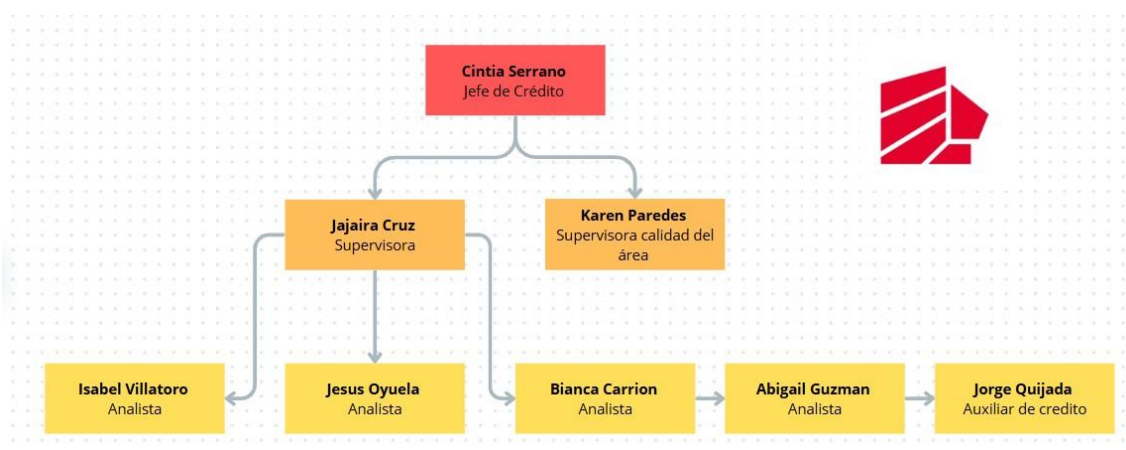 Cintia Serrano
Jefe de Crédito
Jajaira Cruz
Supervisora
Karen Paredes
Supervisora calidad del
área
Isabel Villatoro
Analista
Jesus Oyuela
Analista
Bianca Carrion
Analista
Abigail Guzman
Analista
Jorge Quijada
Auxiliar de credito